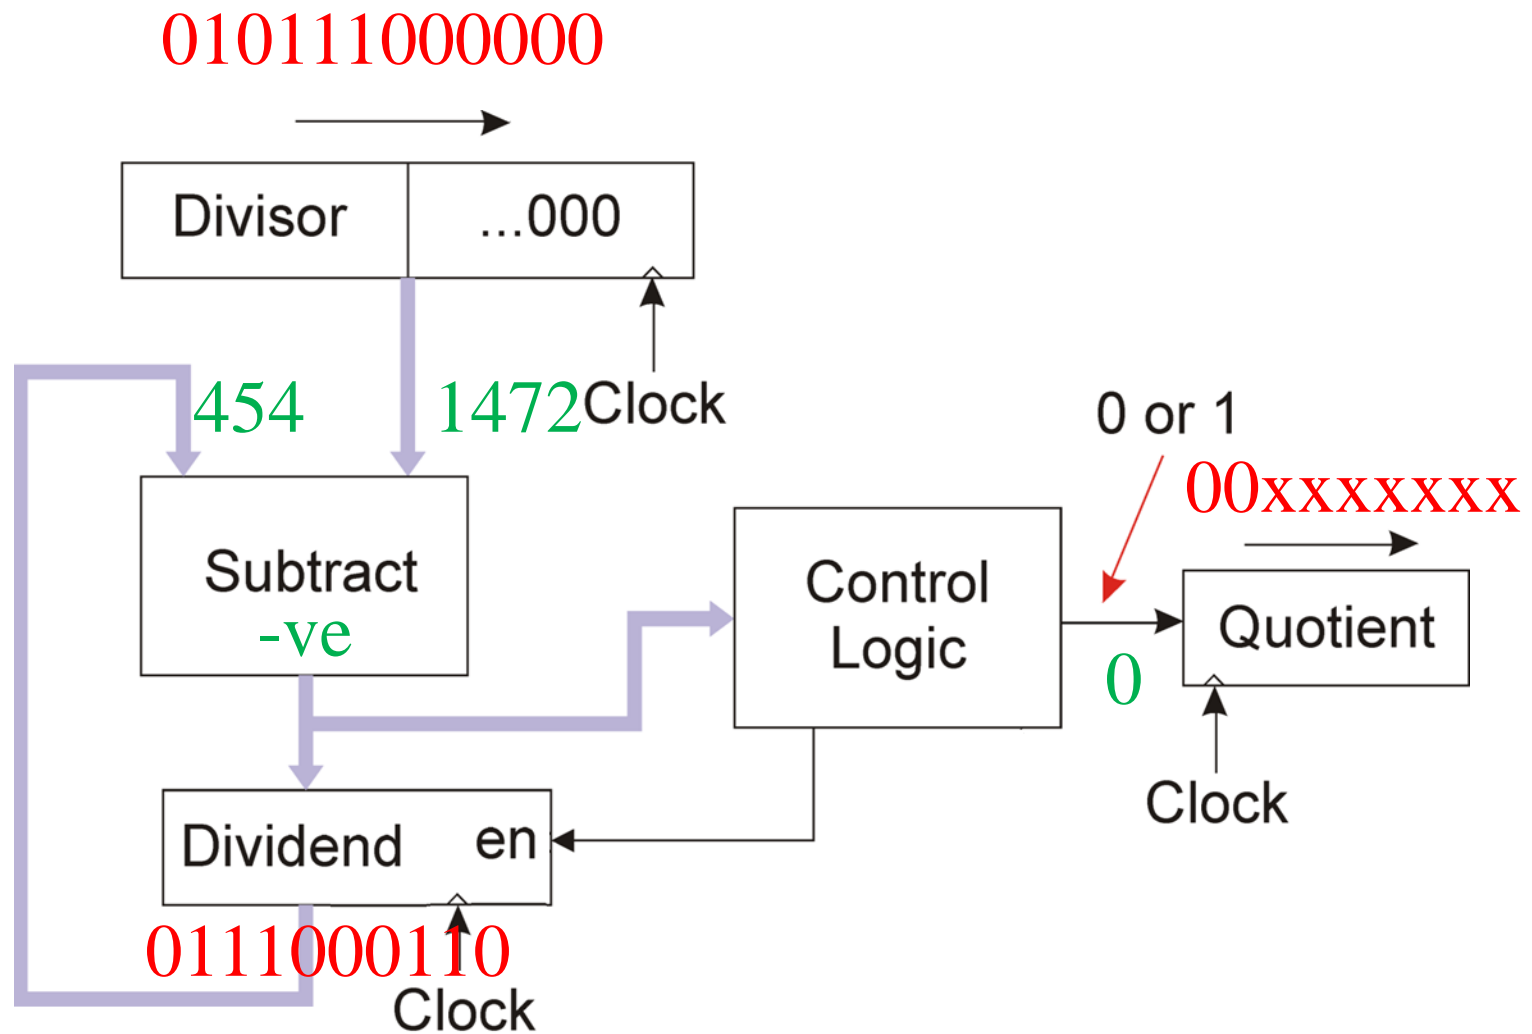 010111000000
Divisor
...000
454
1472
Clock
0 or 1
00xxxxxxx
Subtract
-ve
Control
Logic
Quotient
0
Clock
Dividend
en
0111000110
Clock